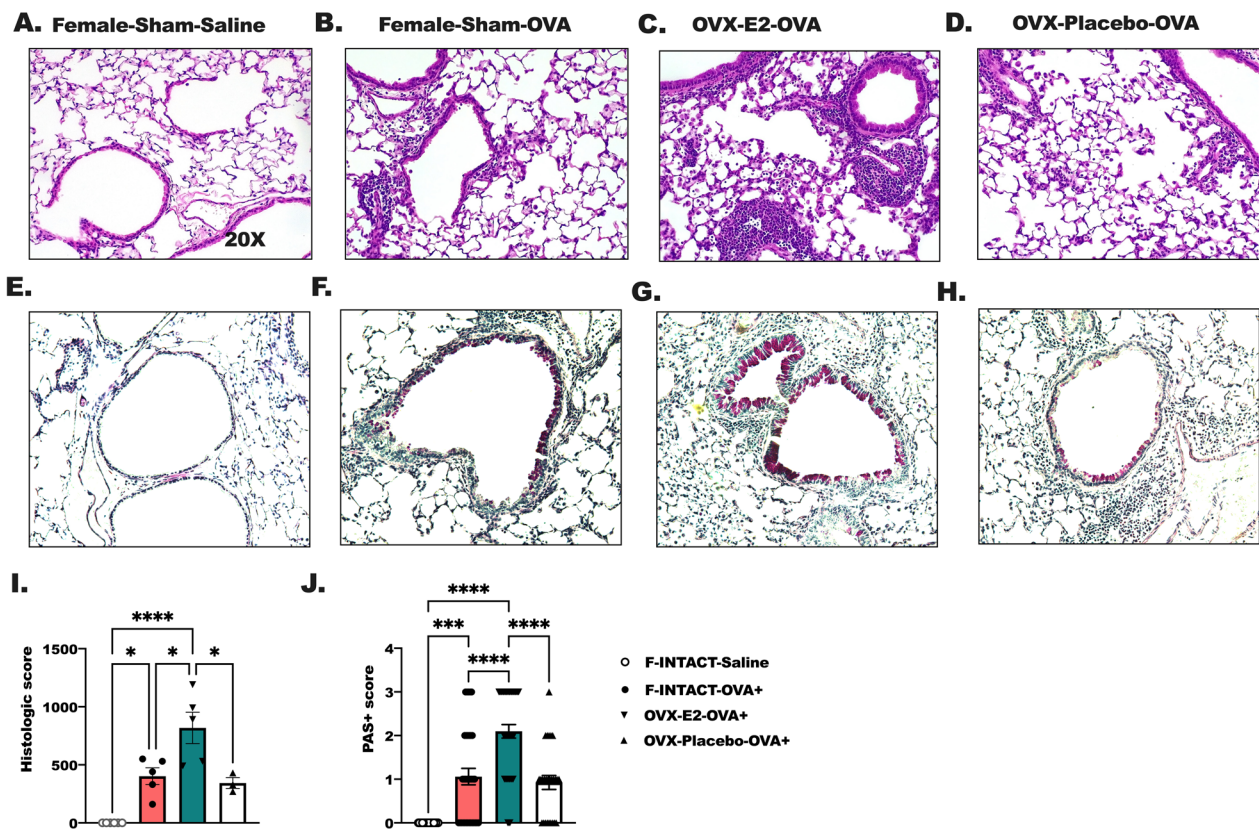 A. Female-Sham-Saline
B. Female-Sham-OVA
C. OVX-E2-OVA
D. OVX-Placebo-OVA
20X
E.
F.
G.
H.
I.
****
*
*
*
1500
1000
500
0
Histologic score
J.
****
***
****
****
4
3
2
1
0
PAS+ score
F-INTACT-Saline
F-INTACT-OVA+
OVX-E2-OVA+
OVX-Placebo-OVA+